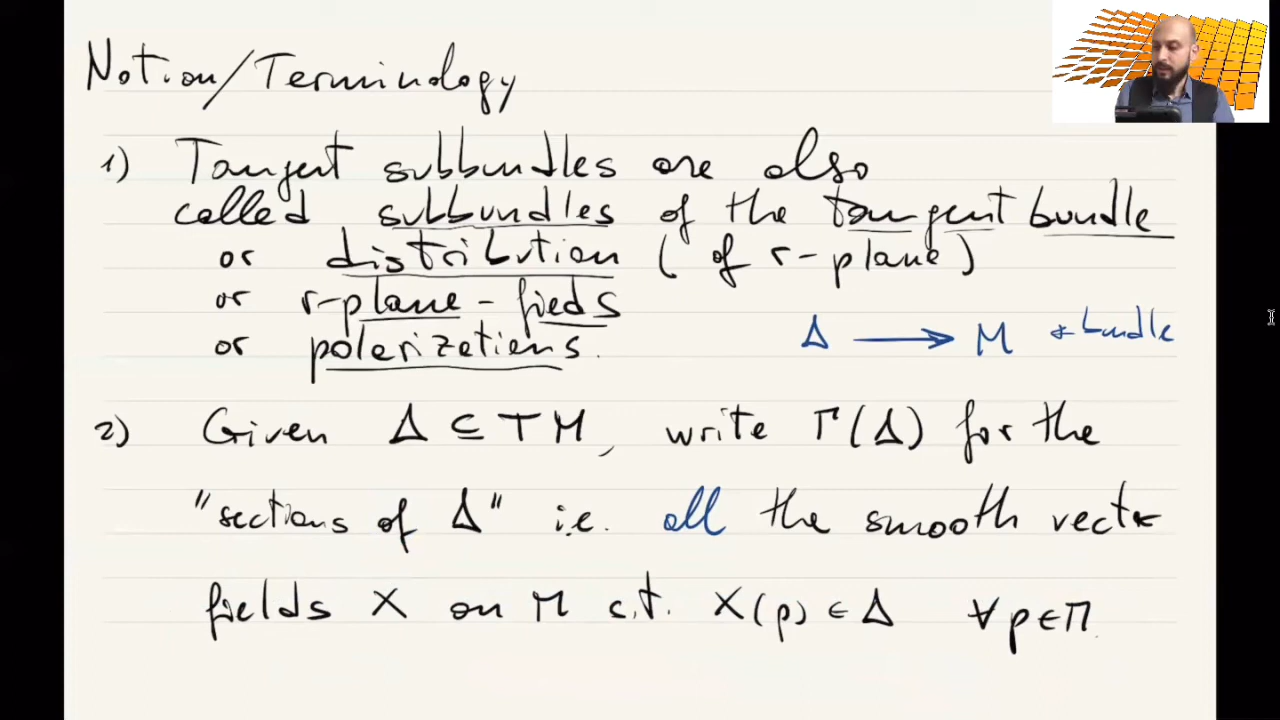 Notion/Terminology
1) Tangent subbundles are also
called subbundles of the tangent bundle
or distribution ( of r-plane )
or r-plane-fieds
or polarizations.
Δ → M a bundle
2) Given Δ ⊆ TM, write Γ(Δ) for the
"sections of Δ" i.e. all the smooth vector
fields X on M s.t. X(p) ∈ Δ ∀p∈M.